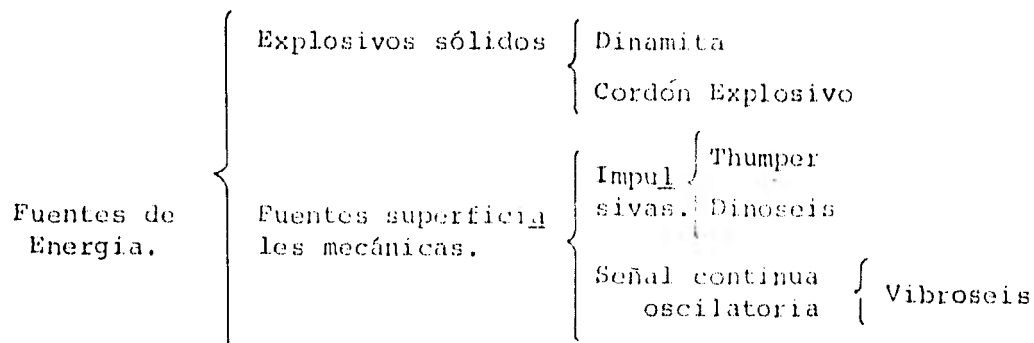 Explosivos sólidos
Dinamita
Cordón Explosivo
Fuentes de
Energia.
Fuentes superficia
les mecánicas.
Impul
sivas.
Thumper
Dinoseis
Señal continua
oscilatoria
Vibroseis